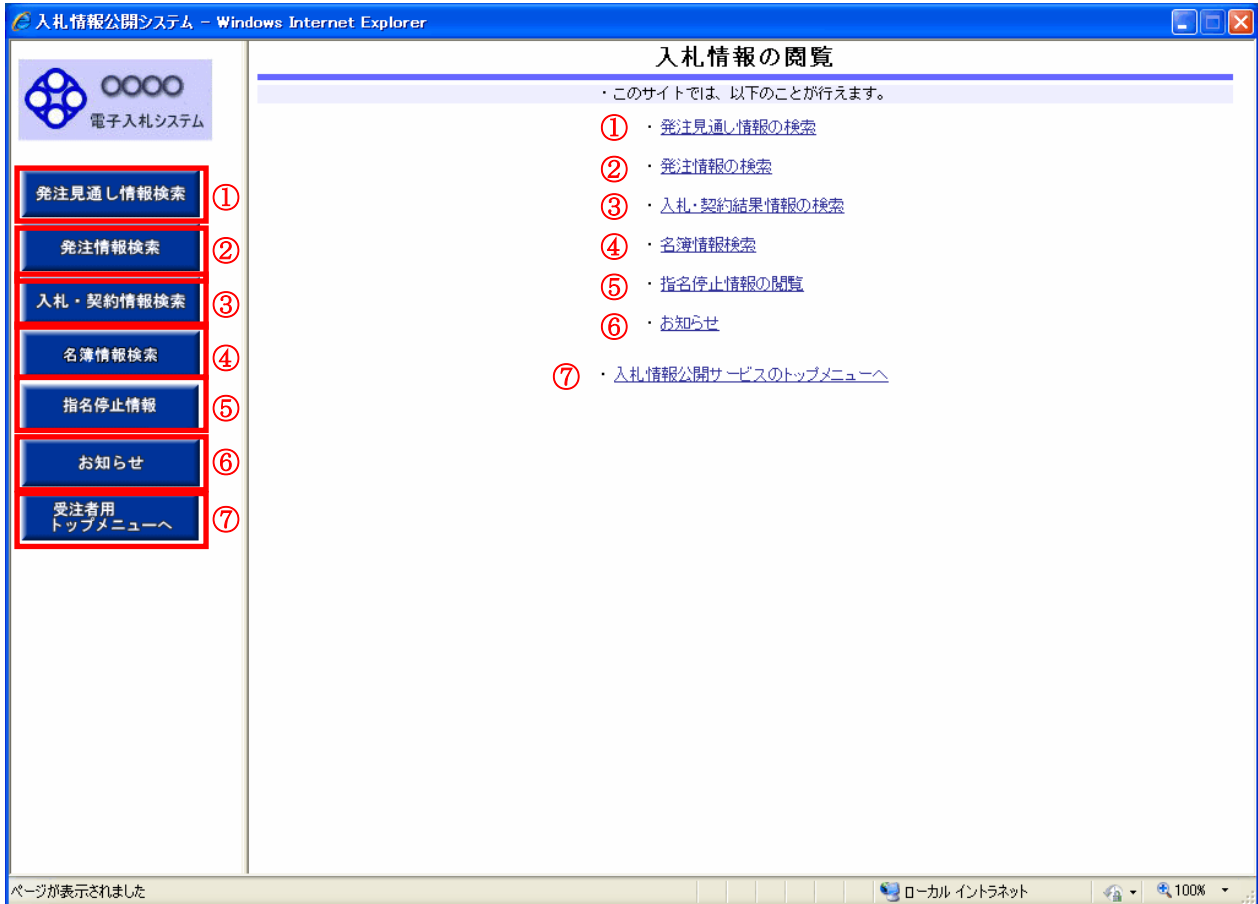 入札情報公開システム - Windows Internet Explorer
〇〇〇〇
電子入札システム
発注見通し情報検索 ①
発注情報検索 ②
入札・契約情報検索 ③
名簿情報検索 ④
指名停止情報 ⑤
お知らせ ⑥
受注者用
トップメニューへ ⑦
入札情報の閲覧
・このサイトでは、以下のことが行えます。
① ・発注見通し情報の検索
② ・発注情報の検索
③ ・入札・契約結果情報の検索
④ ・名簿情報検索
⑤ ・指名停止情報の閲覧
⑥ ・お知らせ
⑦ ・入札情報公開サービスのトップメニューへ
ページが表示されました
ローカル イントラネット
100%